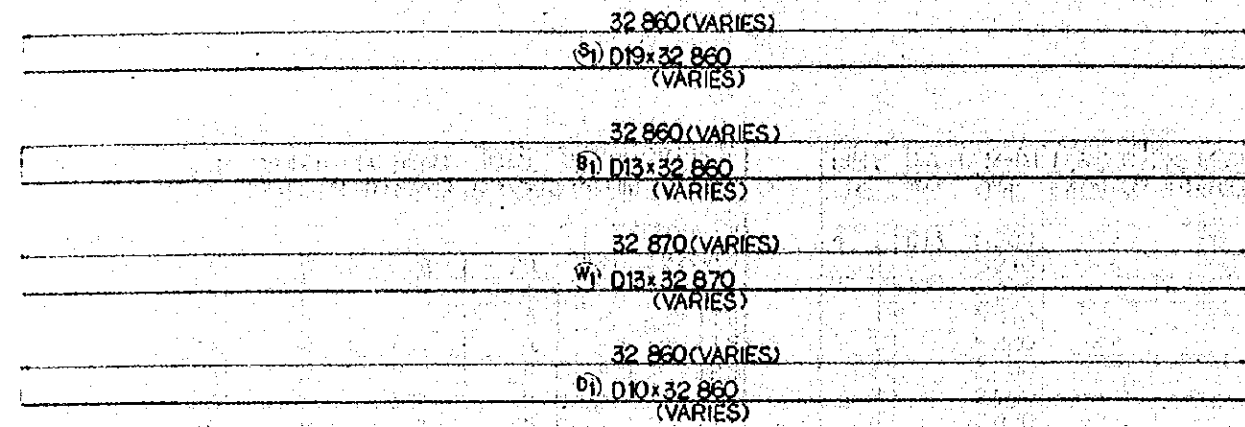 32 860(VARIES)
S1 D19×32 860
(VARIES)
32 860(VARIES)
B1 D13×32 860
(VARIES)
32 870(VARIES)
W1 D13×32 870
(VARIES)
32 860(VARIES)
D1 D10×32 860
(VARIES)